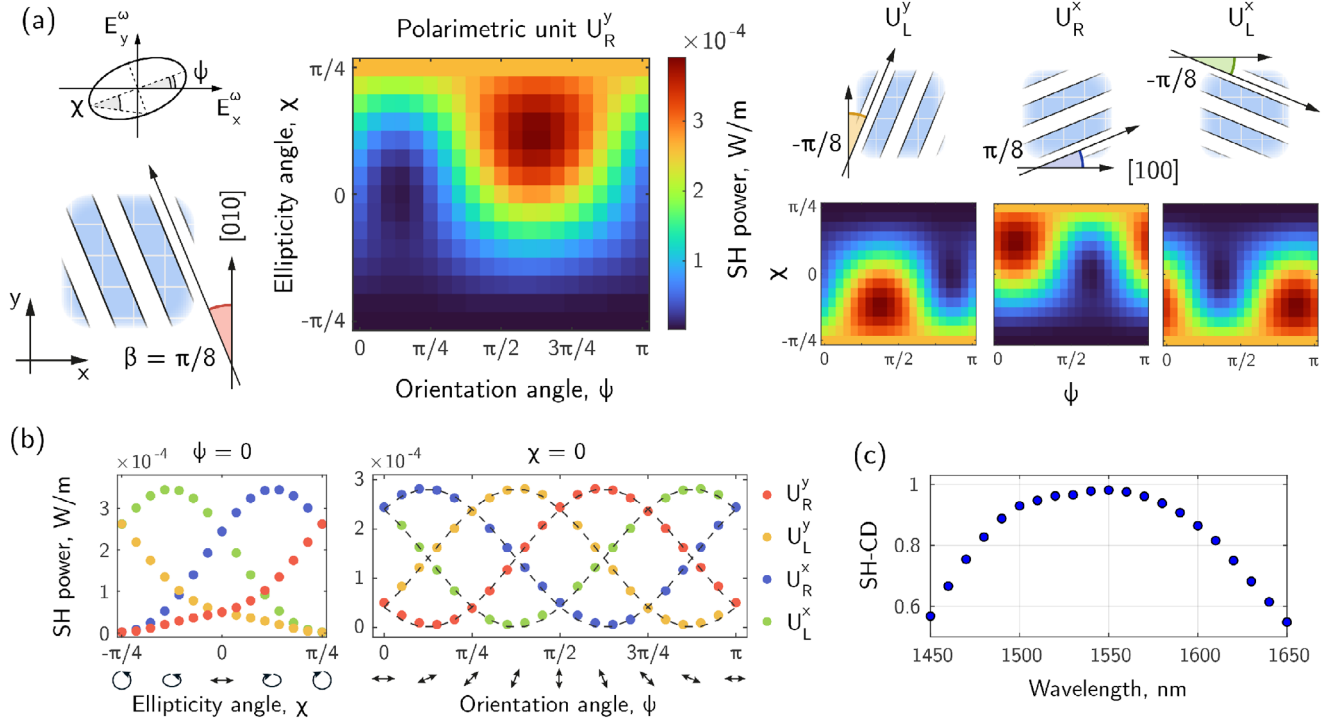 (a)
E_y^ω
ψ
χ
E_x^ω
[010]
y
x
β = π/8
Polarimetric unit U_R^y
×10⁻⁴
π/4
0
-π/4
Ellipticity angle, χ
0 π/4 π/2 3π/4 π
Orientation angle, ψ
3
2
1
SH power, W/m
U_L^y U_R^x U_L^x
-π/8
π/8
[100]
-π/8
π/4
0
-π/4
χ
0 π/2 π
0 π/2 π
0 π/2 π
ψ
(b)
×10⁻⁴
ψ = 0
3
2
1
0
SH power, W/m
-π/4 0 π/4
Ellipticity angle, χ
×10⁻⁴
χ = 0
3
2
1
0
0 π/4 π/2 3π/4 π
Orientation angle, ψ
U_R^y
U_L^y
U_R^x
U_L^x
(c)
1
0.8
0.6
SH-CD
1450 1500 1550 1600 1650
Wavelength, nm